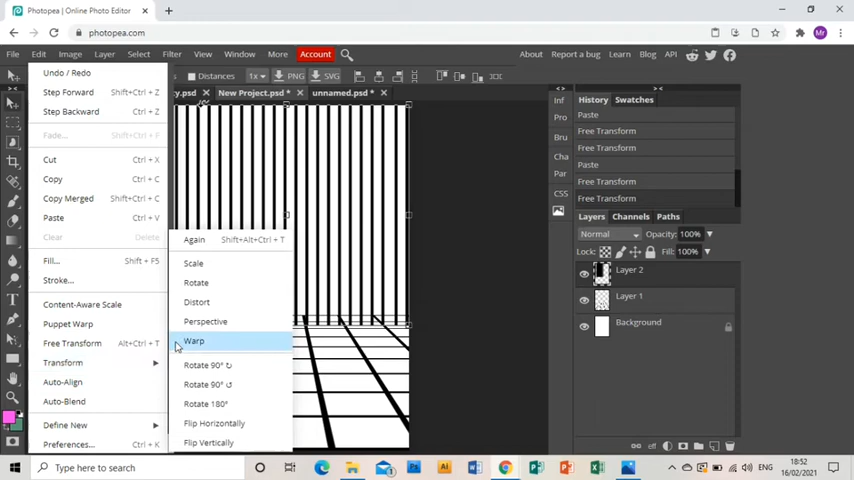 Photopea | Online Photo Editor
photopea.com
Mr
File Edit Image Layer Select Filter View Window More Account
About Report a bug Learn Blog API
Distances 1x PNG SVG
.psd New Project.psd * unnamed.psd *
Undo / Redo
Step Forward Shift+Ctrl + Z
Step Backward Ctrl + Z
Fade... Shift+Ctrl + F
Cut Ctrl + X
Copy Ctrl + C
Copy Merged Shift+Ctrl + C
Paste Ctrl + V
Clear Delete
Fill... Shift + F5
Stroke...
Content-Aware Scale
Puppet Warp
Free Transform Alt+Ctrl + T
Transform
Auto-Align
Auto-Blend
Define New
Preferences... Ctrl + K
Again Shift+Alt+Ctrl + T
Scale
Rotate
Distort
Perspective
Warp
Rotate 90° ↻
Rotate 90° ↺
Rotate 180°
Flip Horizontally
Flip Vertically
Inf
Pro
Bru
Cha
Par
CSS
History Swatches
Paste
Free Transform
Free Transform
Paste
Free Transform
Free Transform
Layers Channels Paths
Normal Opacity: 100%
Lock: Fill: 100%
Layer 2
Layer 1
Background
eff
Type here to search
ENG
18:52
16/02/2021